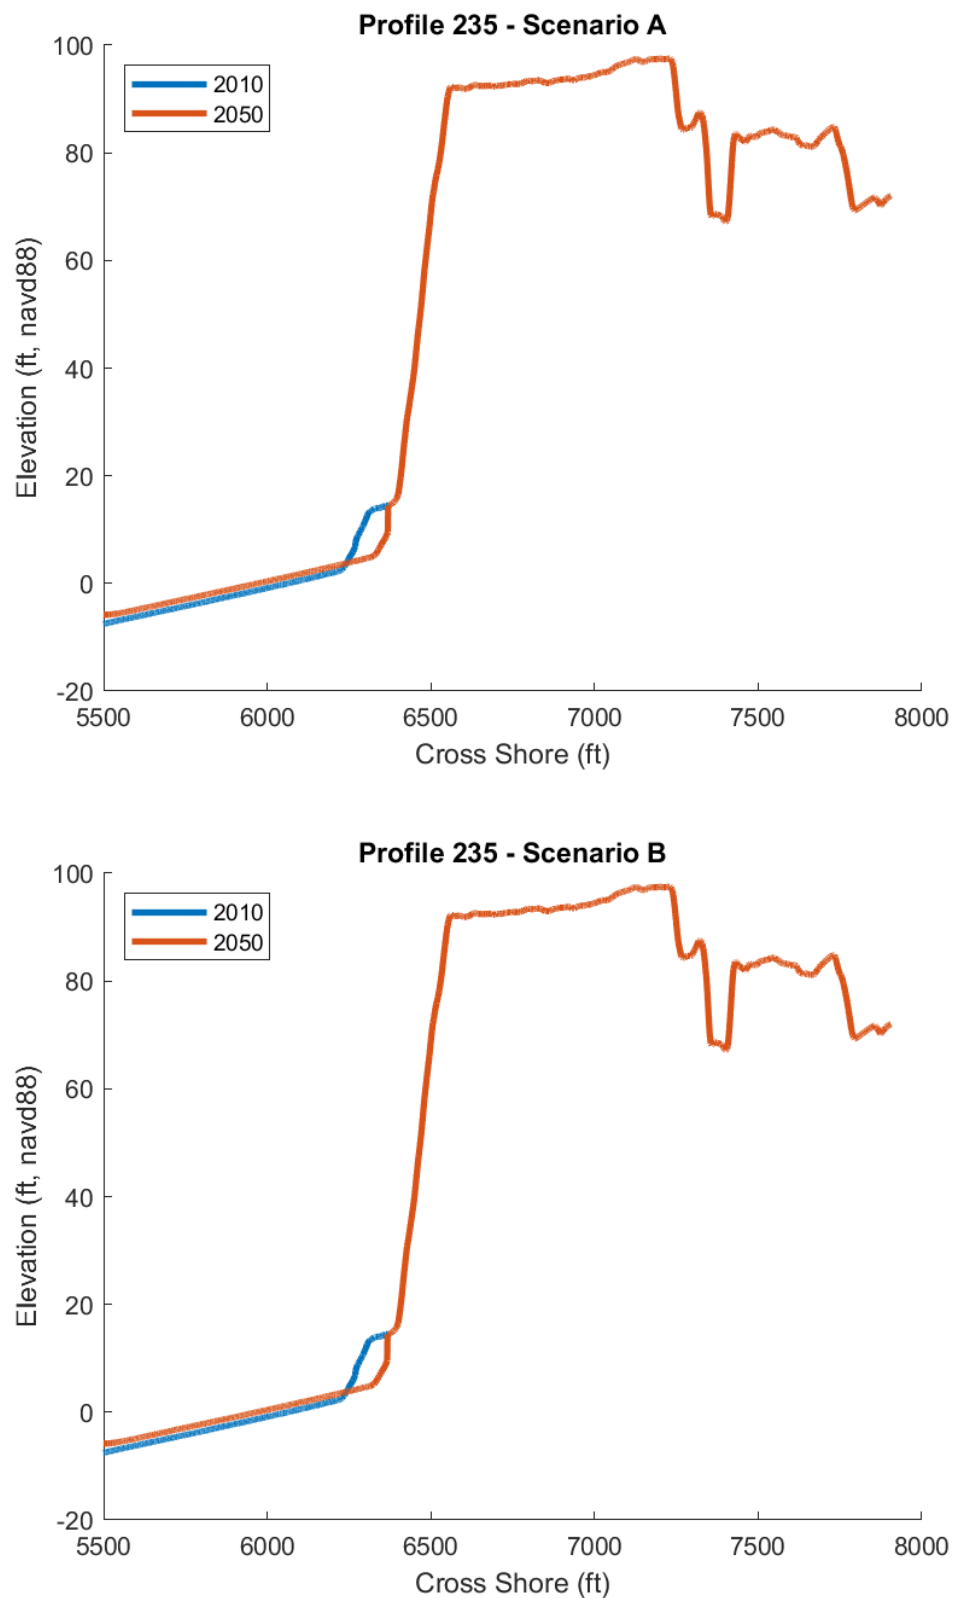 Profile 235 - Scenario A
100
80
60
40
20
0
-20
Elevation (ft, navd88)
2010
2050
5500 6000 6500 7000 7500 8000
Cross Shore (ft)
Profile 235 - Scenario B
100
80
60
40
20
0
-20
Elevation (ft, navd88)
2010
2050
5500 6000 6500 7000 7500 8000
Cross Shore (ft)